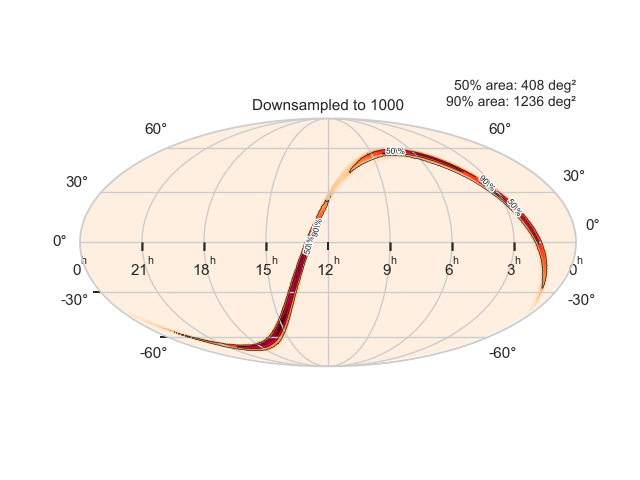 50% area: 408 deg²
90% area: 1236 deg²
Downsampled to 1000
60° 60°
30° 30°
0° 0°
0h 21h 18h 15h 12h 9h 6h 3h 0h
-30° -30°
-60° -60°
50\%
90\%
50\%
90\%
50\%